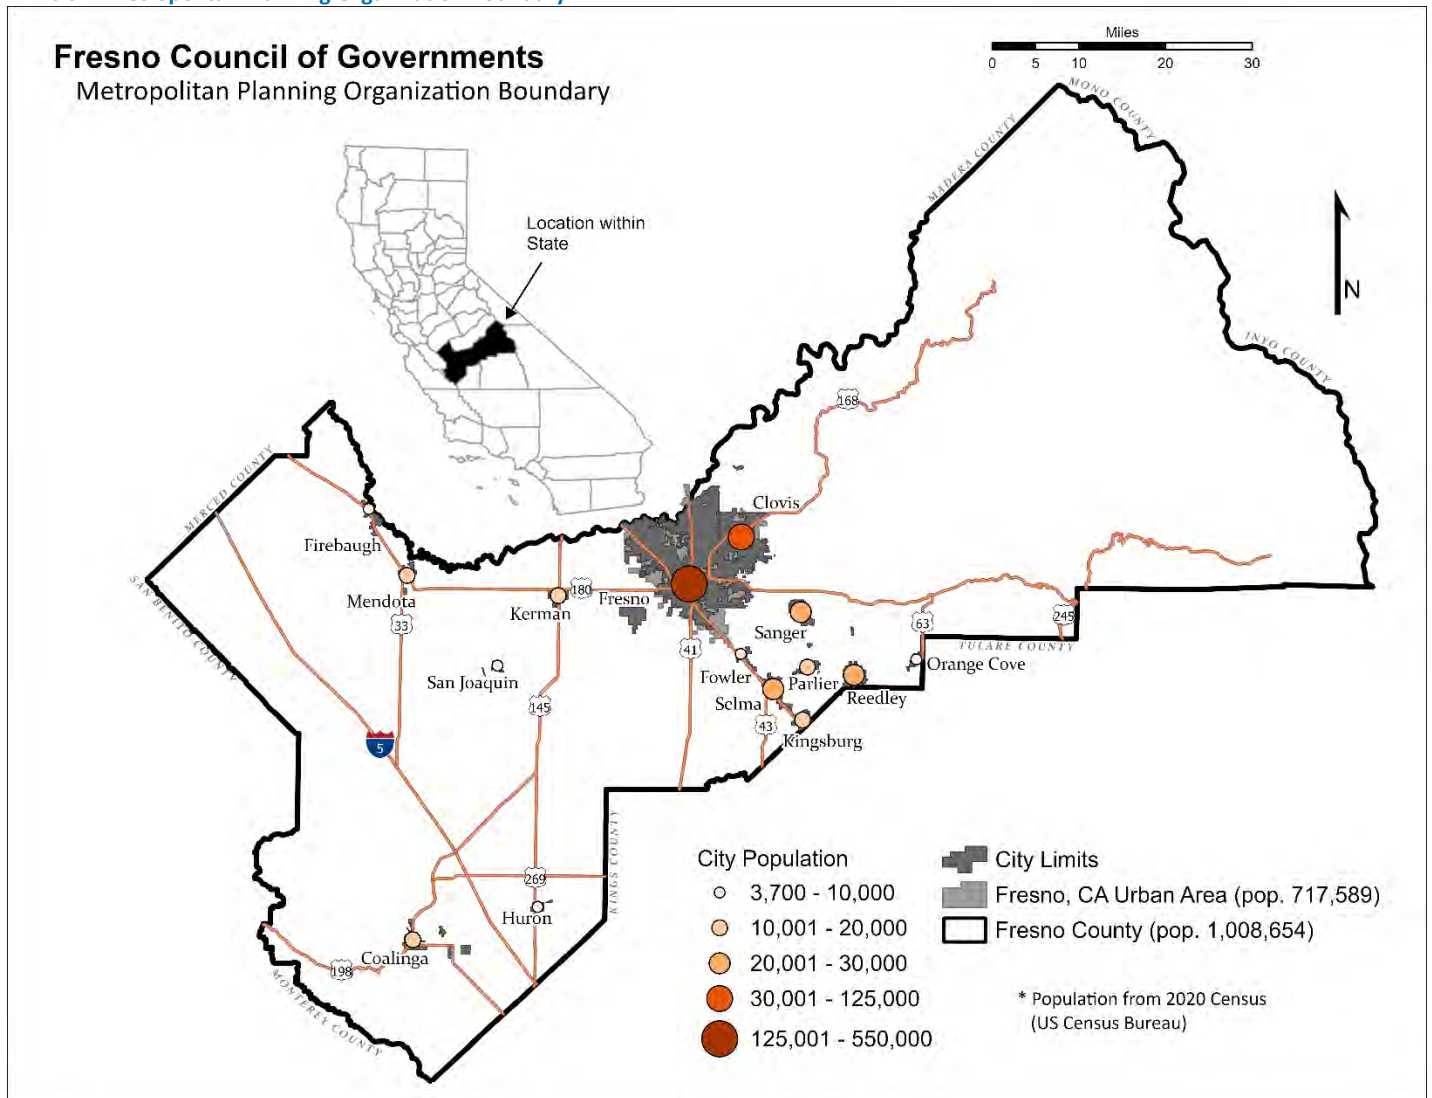 Fresno Council of Governments
Metropolitan Planning Organization Boundary
Miles
0 5 10 20 30
MONO COUNTY
MADERA COUNTY
Location within
State
N
INYO COUNTY
168
MERCED COUNTY
Clovis
Firebaugh
SAN BENITO COUNTY
Mendota
Kerman
180
Fresno
33
Sanger
63
245
TULARE COUNTY
41
San Joaquin
Fowler
Parlier
Orange Cove
Selma
Reedley
145
43
Kingsburg
5
KINGS COUNTY
269
Huron
Coalinga
198
MONTEREY COUNTY
City Population
3,700 - 10,000
10,001 - 20,000
20,001 - 30,000
30,001 - 125,000
125,001 - 550,000
City Limits
Fresno, CA Urban Area (pop. 717,589)
Fresno County (pop. 1,008,654)
* Population from 2020 Census
(US Census Bureau)